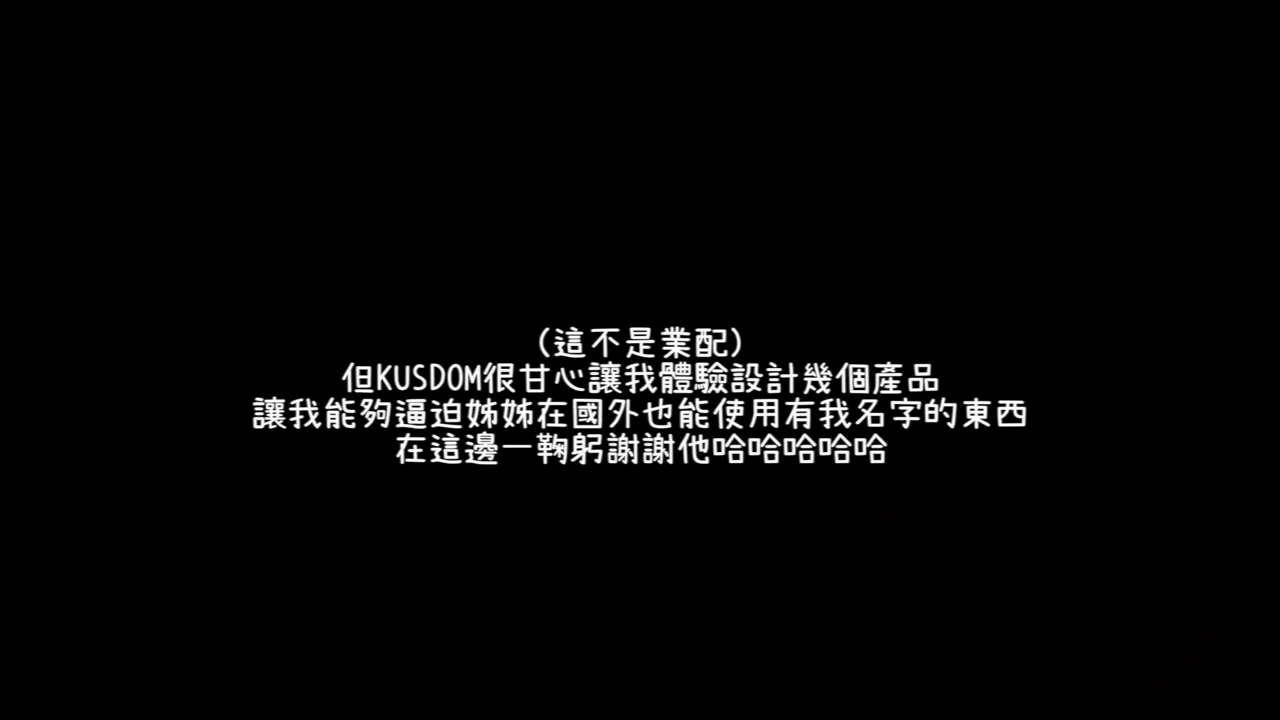 (這不是業配)
但KUSDOM很甘心讓我體驗設計幾個產品
讓我能夠逼迫姊姊在國外也能使用有我名字的東西
在這邊一鞠躬謝謝他哈哈哈哈哈